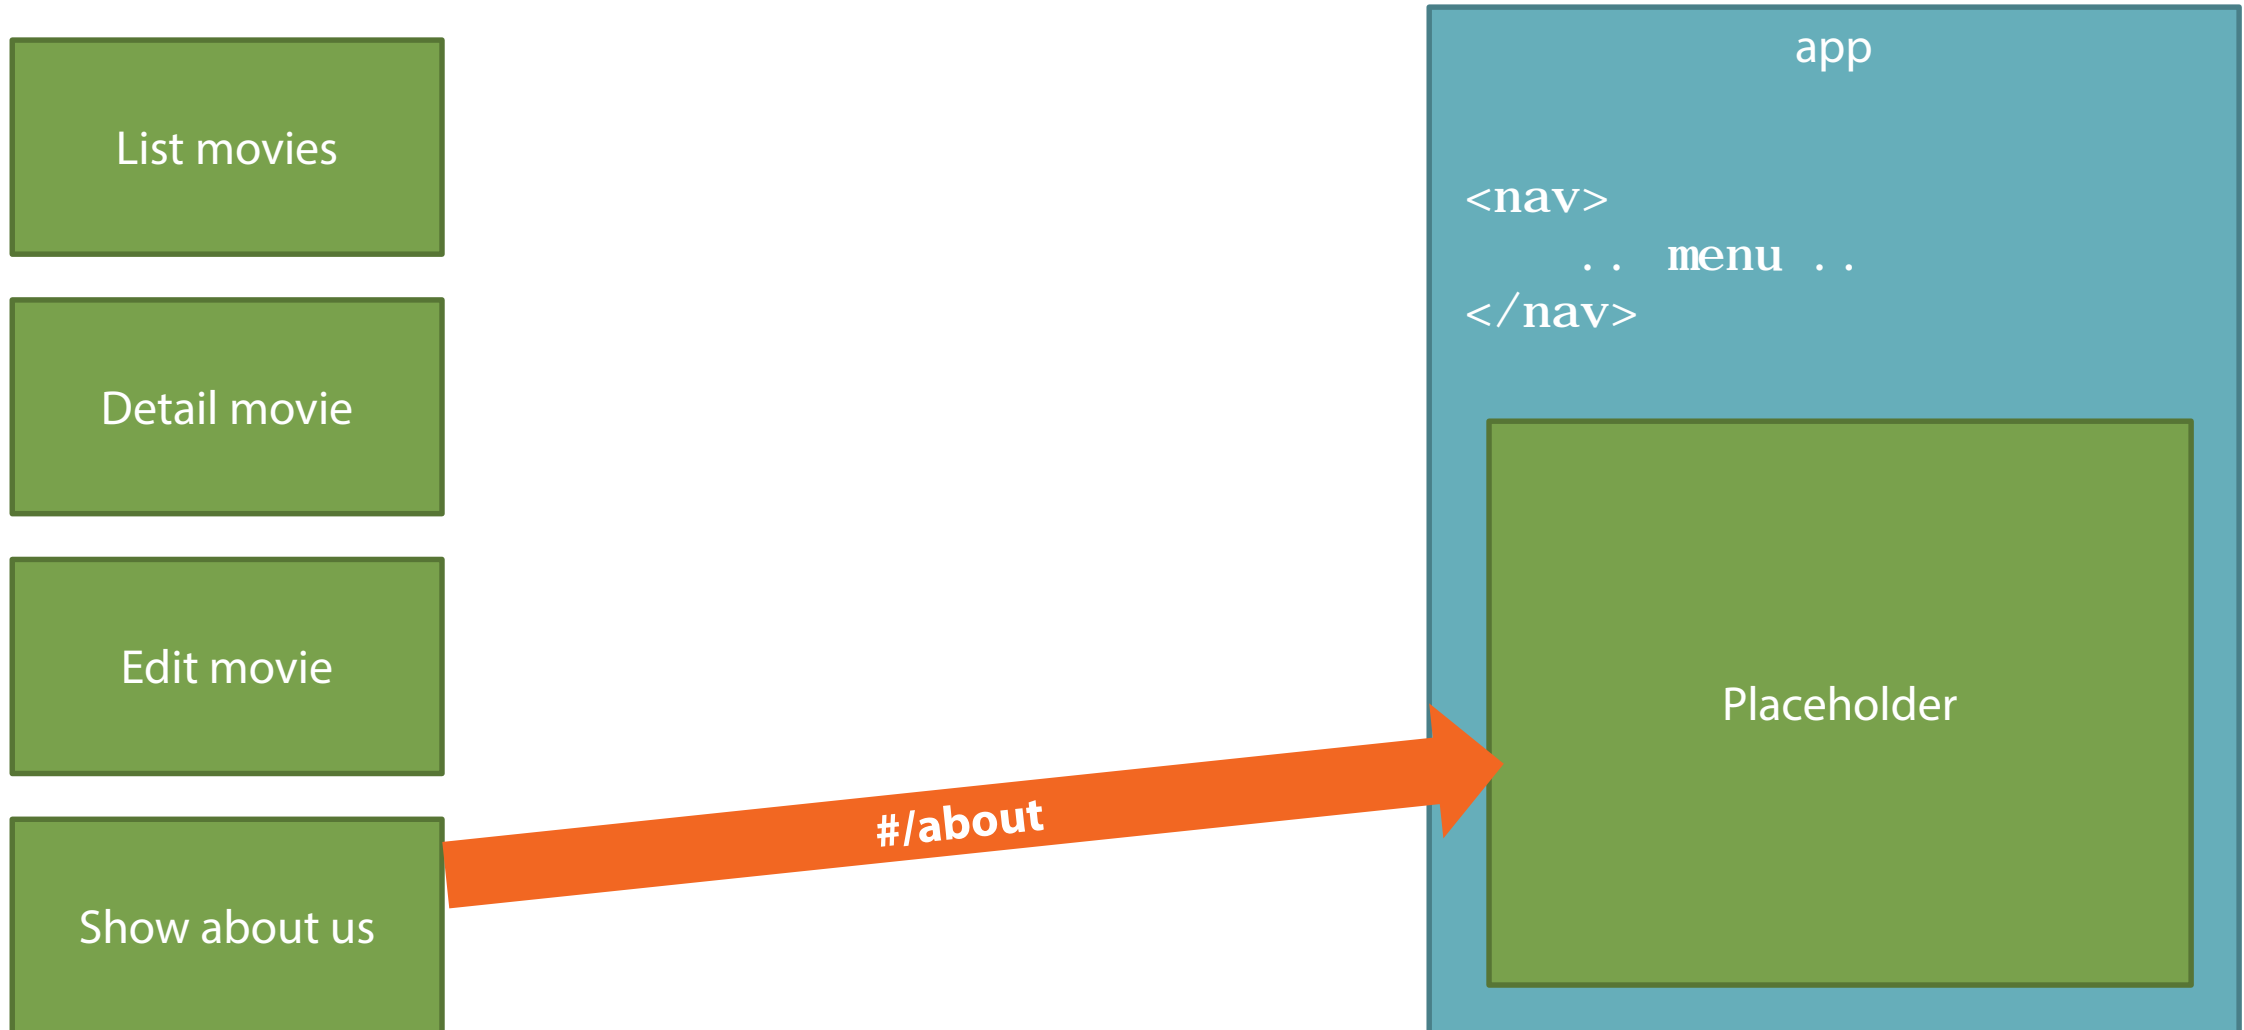 List movies
Detail movie
Edit movie
Show about us
#/about
app
<nav>
.. menu ..
</nav>
Placeholder